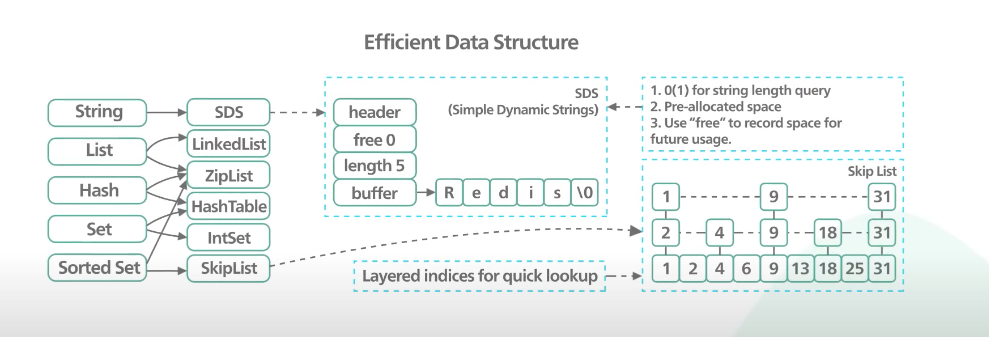 Efficient Data Structure
String
List
Hash
Set
Sorted Set
SDS
LinkedList
ZipList
HashTable
IntSet
SkipList
SDS
(Simple Dynamic Strings)
header
free 0
length 5
buffer
R e d i s \0
1. 0(1) for string length query
2. Pre-allocated space
3. Use “free” to record space for
future usage.
Skip List
1 9 31
2 4 9 18 31
1 2 4 6 9 13 18 25 31
Layered indices for quick lookup